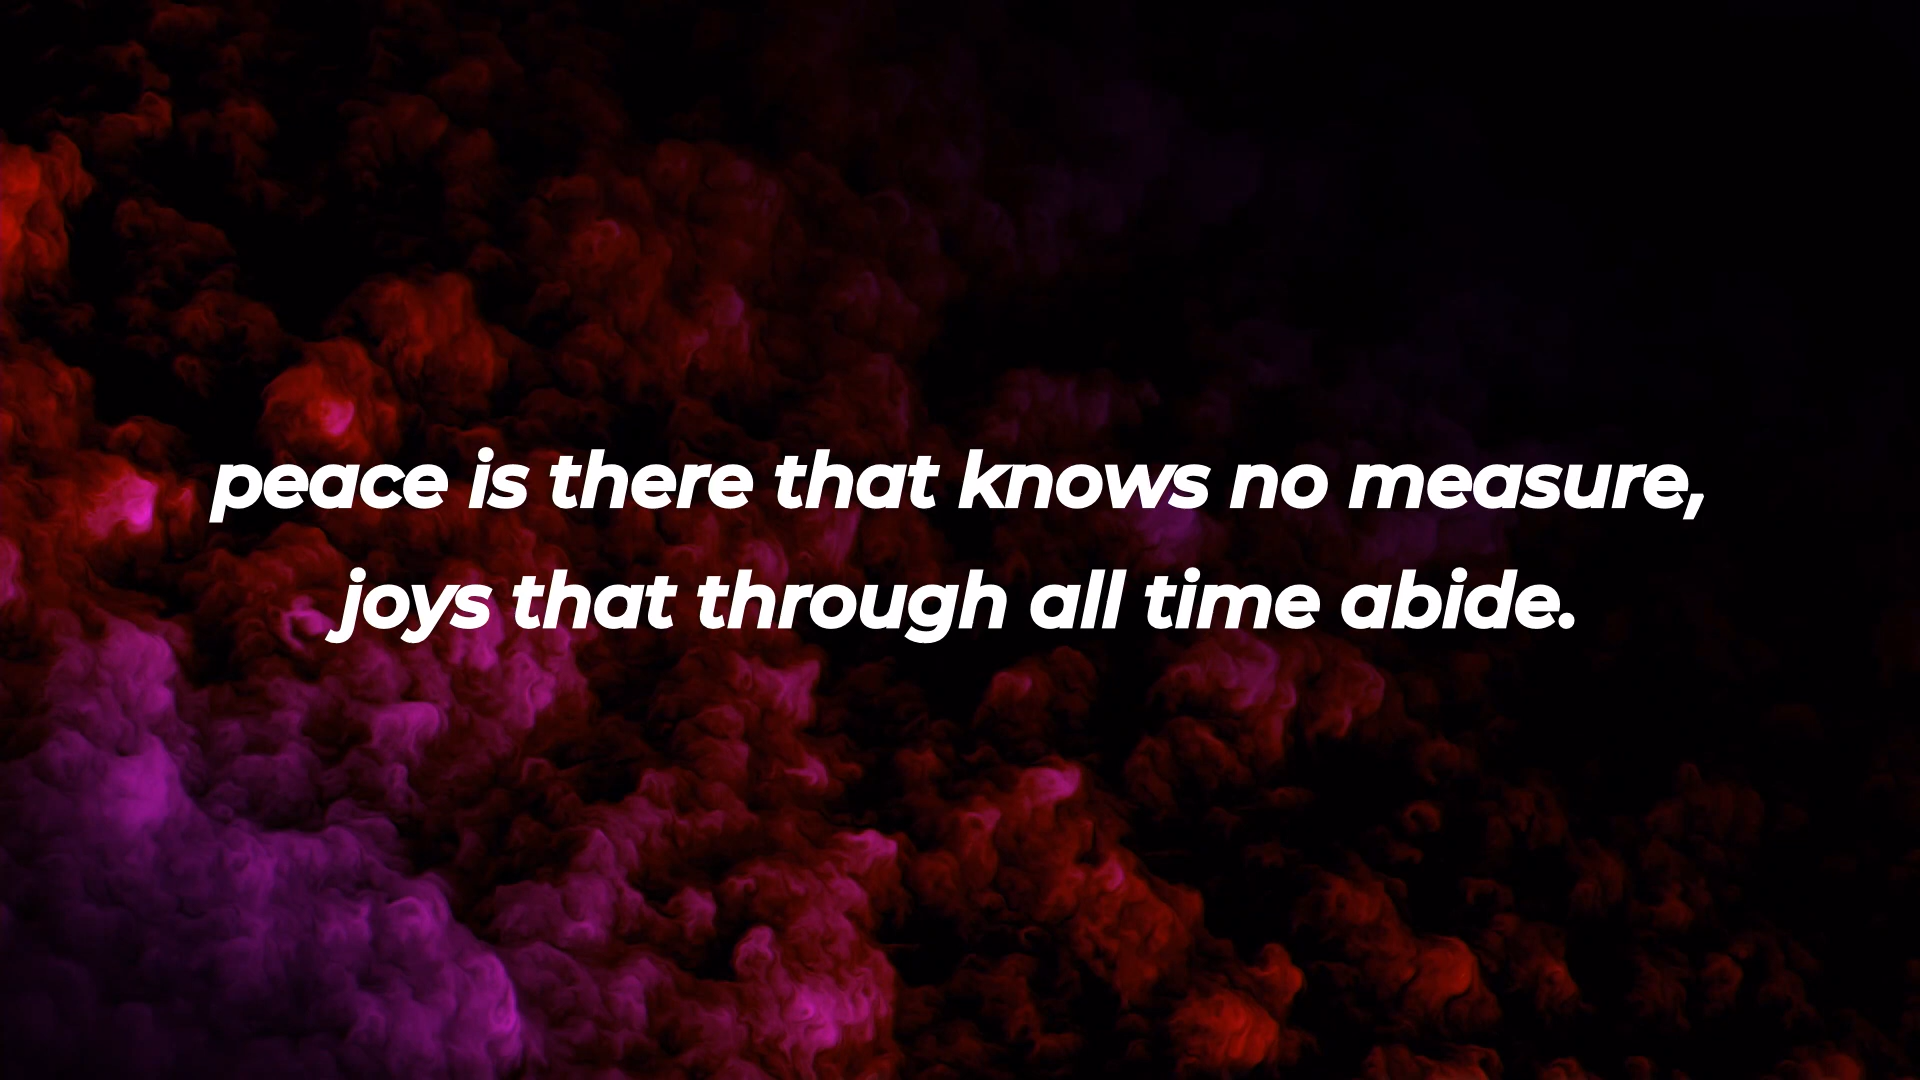 peace is there that knows no measure,
joys that through all time abide.